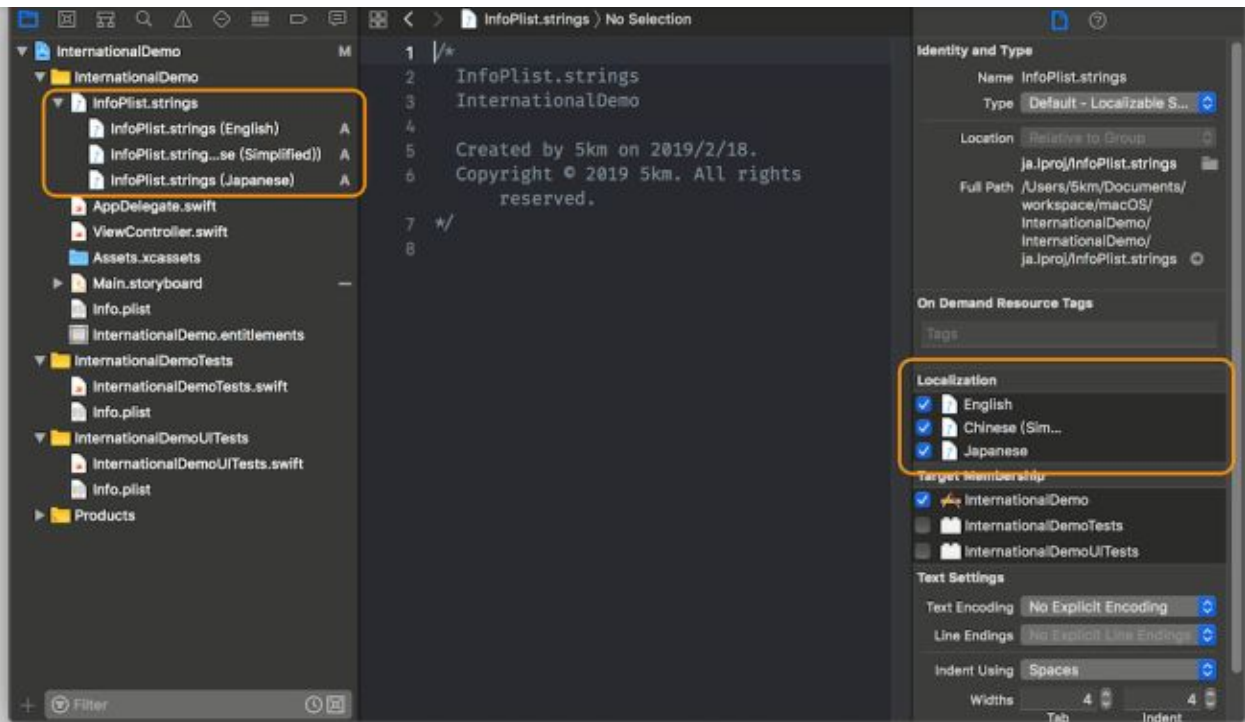 InfoPlist.strings 〉 No Selection
InternationalDemo M
InternationalDemo
InfoPlist.strings
InfoPlist.strings (English) A
InfoPlist.string...se (Simplified)) A
InfoPlist.strings (Japanese) A
AppDelegate.swift
ViewController.swift
Assets.xcassets
Main.storyboard
Info.plist
InternationalDemo.entitlements
InternationalDemoTests
InternationalDemoTests.swift
Info.plist
InternationalDemoUITests
InternationalDemoUITests.swift
Info.plist
Products
Filter
1 /*
2 InfoPlist.strings
3 InternationalDemo
4
5 Created by 5km on 2019/2/18.
6 Copyright © 2019 5km. All rights
reserved.
7 */
8
Identity and Type
Name InfoPlist.strings
Type Default - Localizable S...
Location Relative to Group
ja.lproj/InfoPlist.strings
Full Path /Users/5km/Documents/
workspace/macOS/
InternationalDemo/
InternationalDemo/
ja.lproj/InfoPlist.strings
On Demand Resource Tags
Tags
Localization
English
Chinese (Sim...
Japanese
Target Membership
InternationalDemo
InternationalDemoTests
InternationalDemoUITests
Text Settings
Text Encoding No Explicit Encoding
Line Endings No Explicit Line Endings
Indent Using Spaces
Widths 4 4
Tab Indent